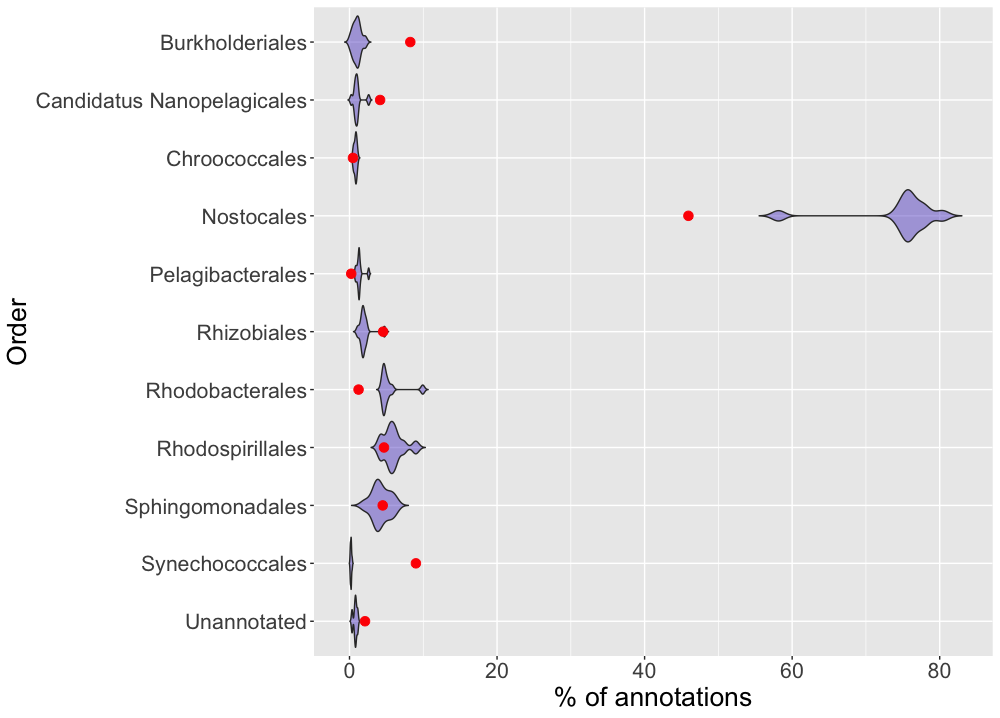 Burkholderiales
Candidatus Nanopelagicales
Chroococcales
Nostocales
Pelagibacterales
Rhizobiales
Rhodobacterales
Rhodospirillales
Sphingomonadales
Synechococcales
Unannotated
Order
0 20 40 60 80
% of annotations